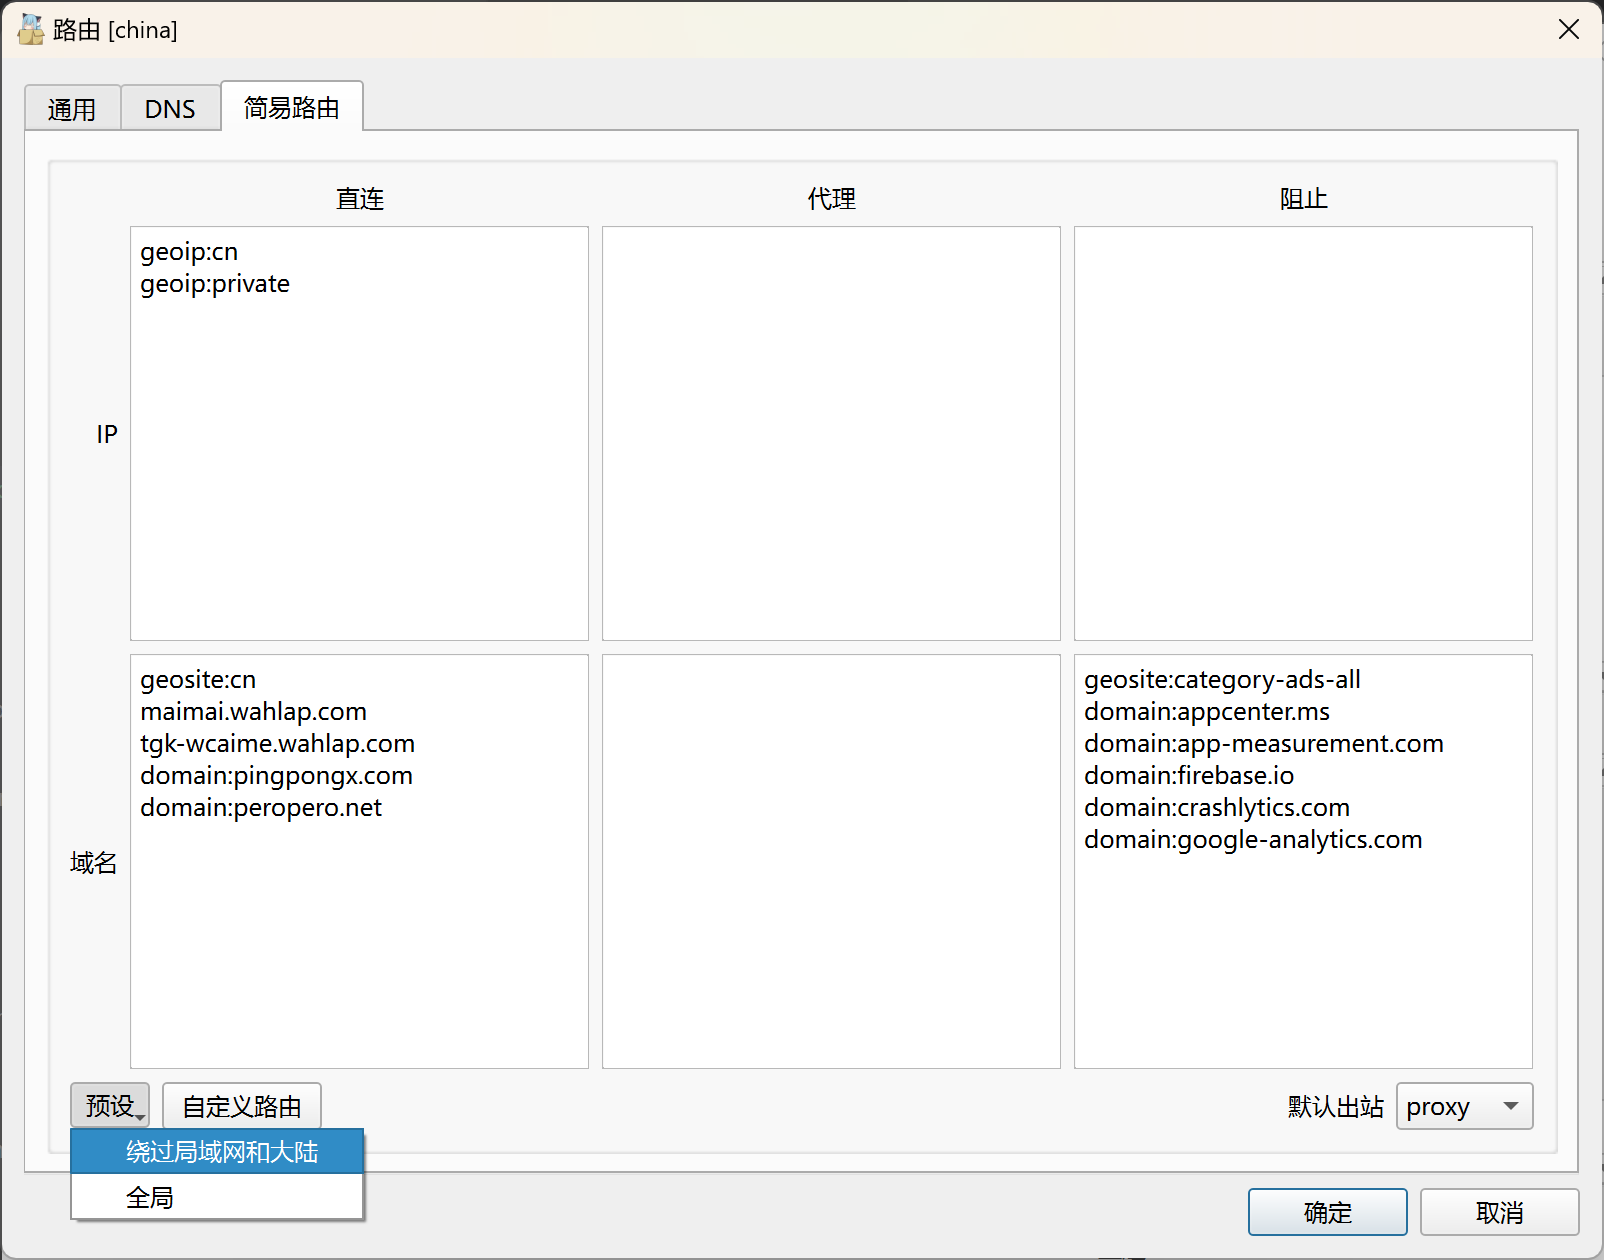 路由 [china]
通用
DNS
简易路由
直连
代理
阻止
IP
geoip:cn
geoip:private
域名
geosite:cn
maimai.wahlap.com
tgk-wcaime.wahlap.com
domain:pingpongx.com
domain:peropero.net
geosite:category-ads-all
domain:appcenter.ms
domain:app-measurement.com
domain:firebase.io
domain:crashlytics.com
domain:google-analytics.com
预设
自定义路由
默认出站
proxy
绕过局域网和大陆
全局
确定
取消